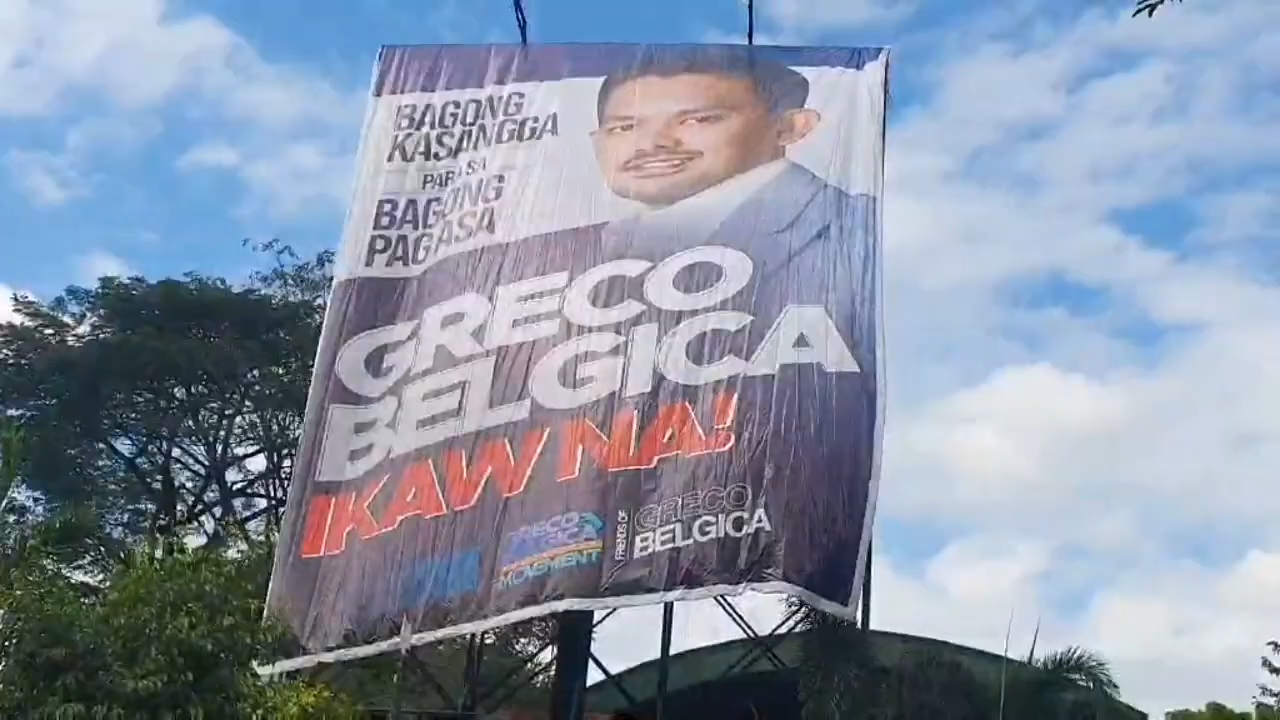 BAGONG
KASANGGA
PARA SA
BAGONG
PAGASA
GRECO
BELGICA
IKAW NA!
GRECO
BELGICA
MOVEMENT
FRIENDS OF
GRECO
BELGICA